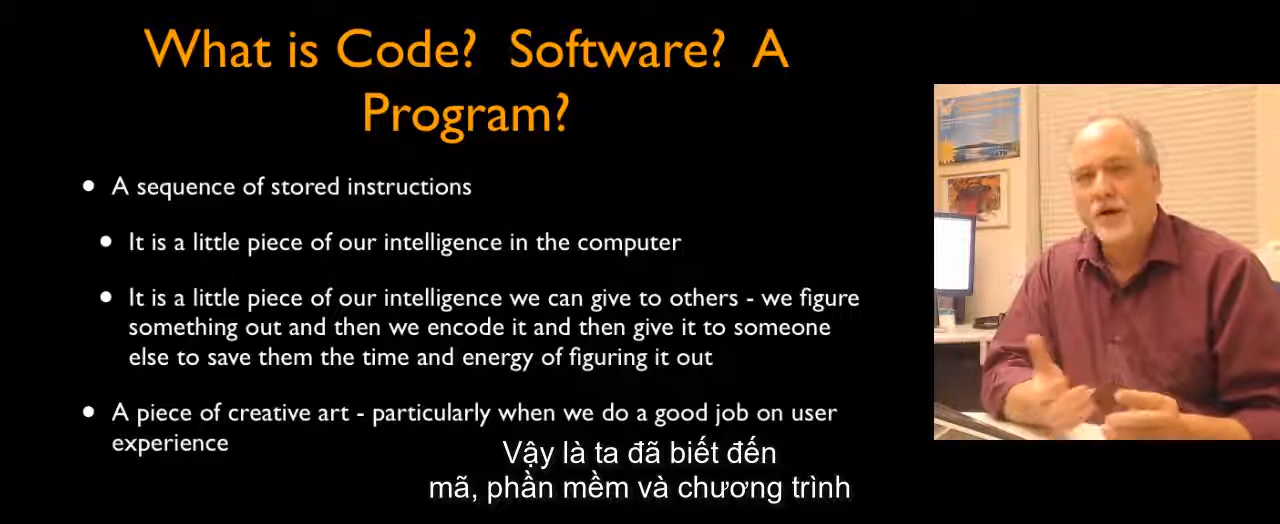 What is Code? Software? A
Program?
• A sequence of stored instructions
• It is a little piece of our intelligence in the computer
• It is a little piece of our intelligence we can give to others - we figure
something out and then we encode it and then give it to someone
else to save them the time and energy of figuring it out
• A piece of creative art - particularly when we do a good job on user
experience
Vậy là ta đã biết đến
mã, phần mềm và chương trình